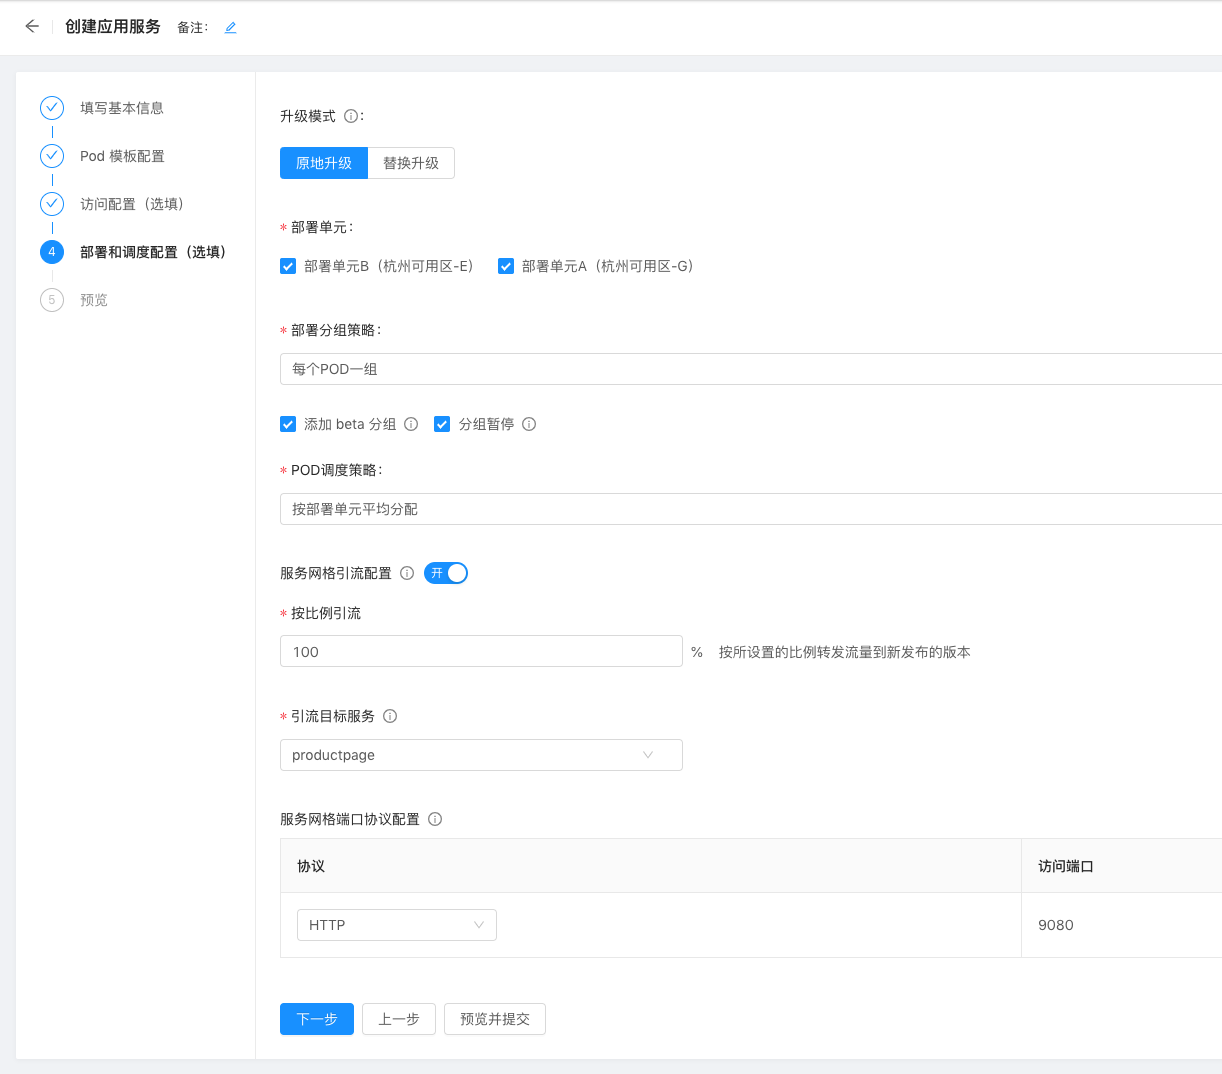 创建应用服务 备注：
填写基本信息
Pod 模板配置
访问配置（选填）
4 部署和调度配置（选填）
5 预览
升级模式 ：
原地升级 替换升级
* 部署单元：
部署单元B（杭州可用区-E） 部署单元A（杭州可用区-G）
* 部署分组策略：
每个POD一组
添加 beta 分组 分组暂停
* POD调度策略：
按部署单元平均分配
服务网格引流配置 开
* 按比例引流
100 % 按所设置的比例转发流量到新发布的版本
* 引流目标服务
productpage
服务网格端口协议配置
协议 访问端口
HTTP 9080
下一步 上一步 预览并提交